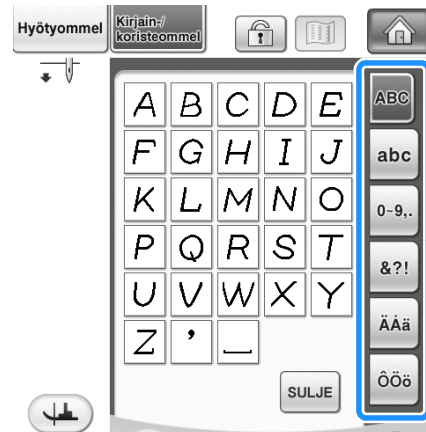 Hyötyommel
Kirjain-/
koristeommel
A B C D E
F G H I J
K L M N O
P Q R S T
U V W X Y
Z ’ _
SULJE
ABC
abc
0~9,.
&?!
ÄÅä
ÔÖö